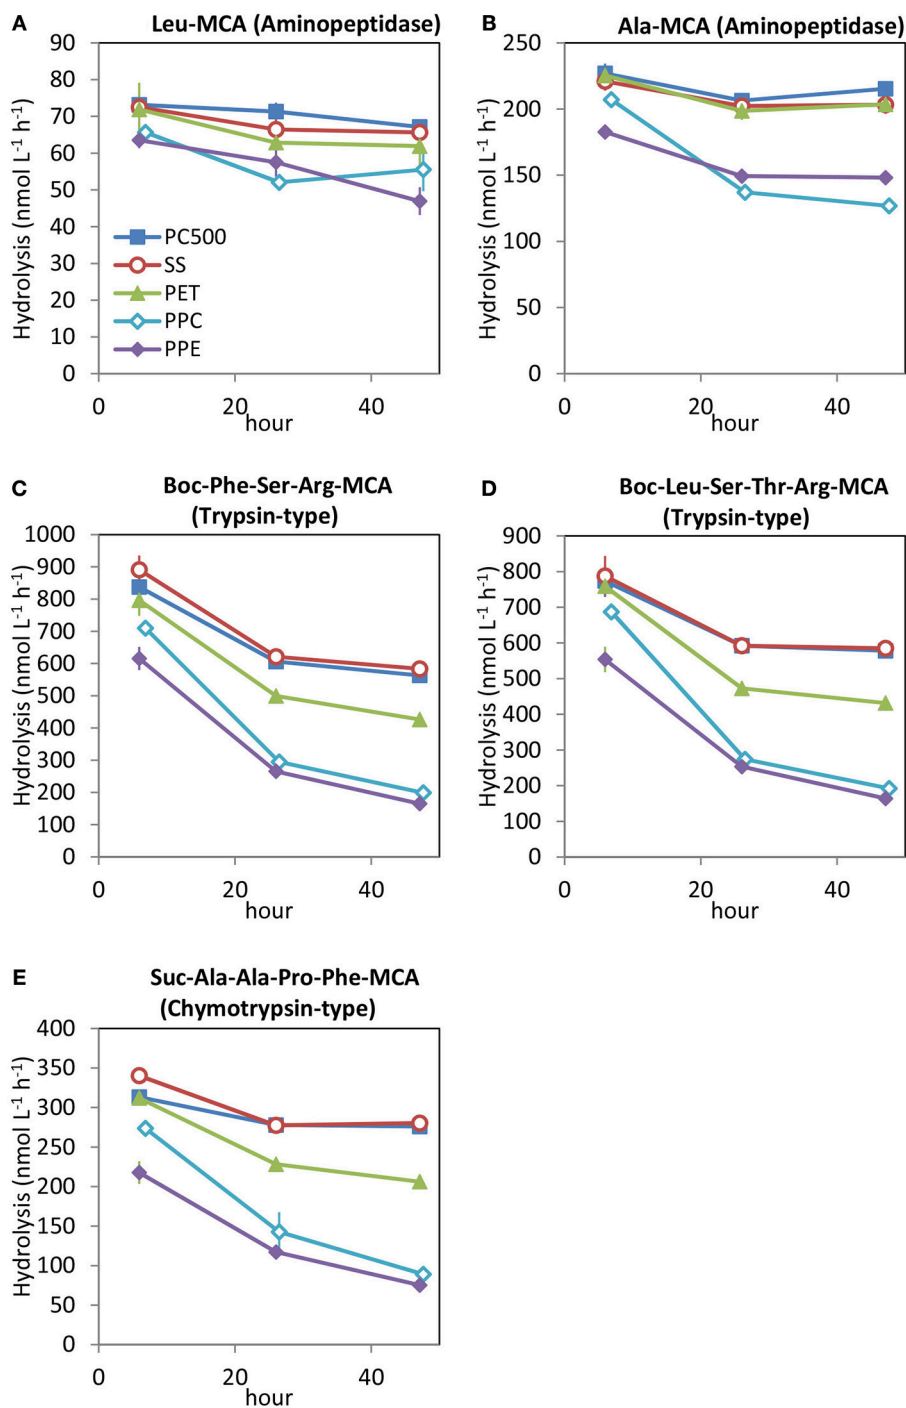 A
Leu-MCA (Aminopeptidase)
90
80
70
60
50
40
30
20
10
0
Hydrolysis (nmol L⁻¹ h⁻¹)
PC500
SS
PET
PPC
PPE
0 20 40
hour
B
Ala-MCA (Aminopeptidase)
250
200
150
100
50
0
Hydrolysis (nmol L⁻¹ h⁻¹)
0 20 40
hour
C
Boc-Phe-Ser-Arg-MCA
(Trypsin-type)
1000
900
800
700
600
500
400
300
200
100
0
Hydrolysis (nmol L⁻¹ h⁻¹)
0 20 40
hour
D
Boc-Leu-Ser-Thr-Arg-MCA
(Trypsin-type)
900
800
700
600
500
400
300
200
100
0
Hydrolysis (nmol L⁻¹ h⁻¹)
0 20 40
hour
E
Suc-Ala-Ala-Pro-Phe-MCA
(Chymotrypsin-type)
400
350
300
250
200
150
100
50
0
Hydrolysis (nmol L⁻¹ h⁻¹)
0 20 40
hour